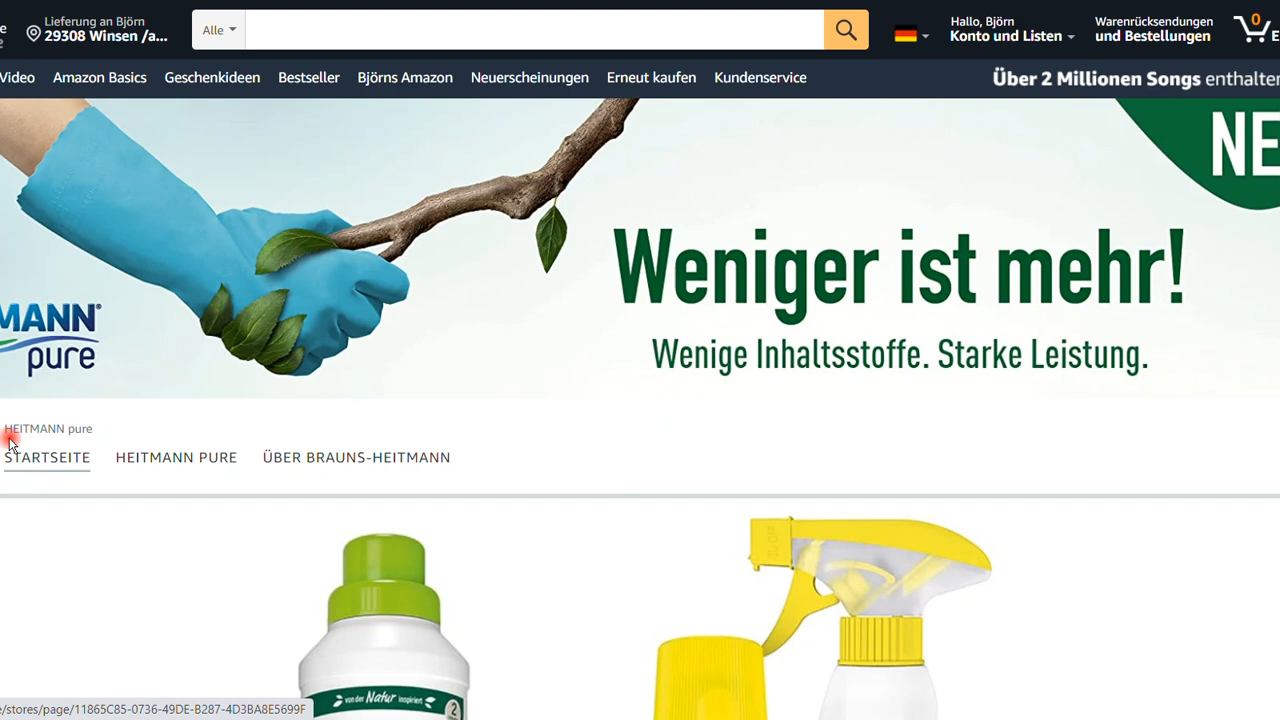 Lieferung an Björn
29308 Winsen /a...
Alle
Hallo, Björn
Konto und Listen
Warenrücksendungen
und Bestellungen
0
Video
Amazon Basics
Geschenkideen
Bestseller
Björns Amazon
Neuerscheinungen
Erneut kaufen
Kundenservice
Über 2 Millionen Songs enthalten
NE
Weniger ist mehr!
MANN®
pure
Wenige Inhaltsstoffe. Starke Leistung.
HEITMANN pure
STARTSEITE
HEITMANN PURE
ÜBER BRAUNS-HEITMANN
von der Natur inspiriert
2
e/stores/page/11865C85-0736-49DE-B287-4D3BA8E5699F